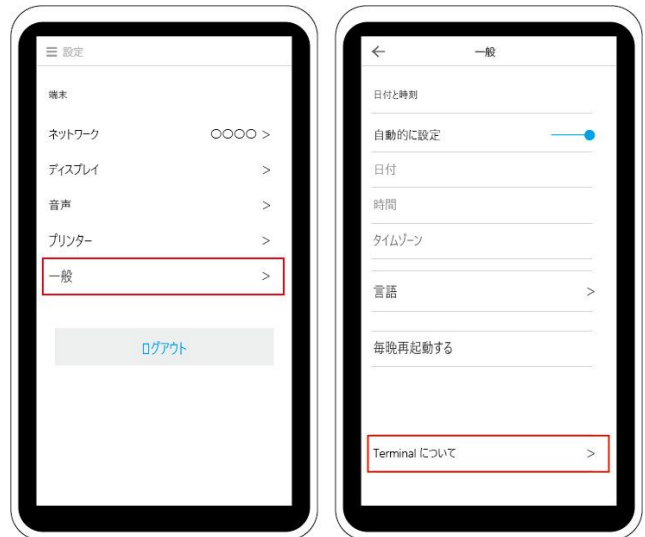 設定
端末
ネットワーク 〇〇〇〇 >
ディスプレイ >
音声 >
プリンター >
一般 >
ログアウト
← 一般
日付と時刻
自動的に設定
日付
時間
タイムゾーン
言語 >
毎晩再起動する
Terminal について >